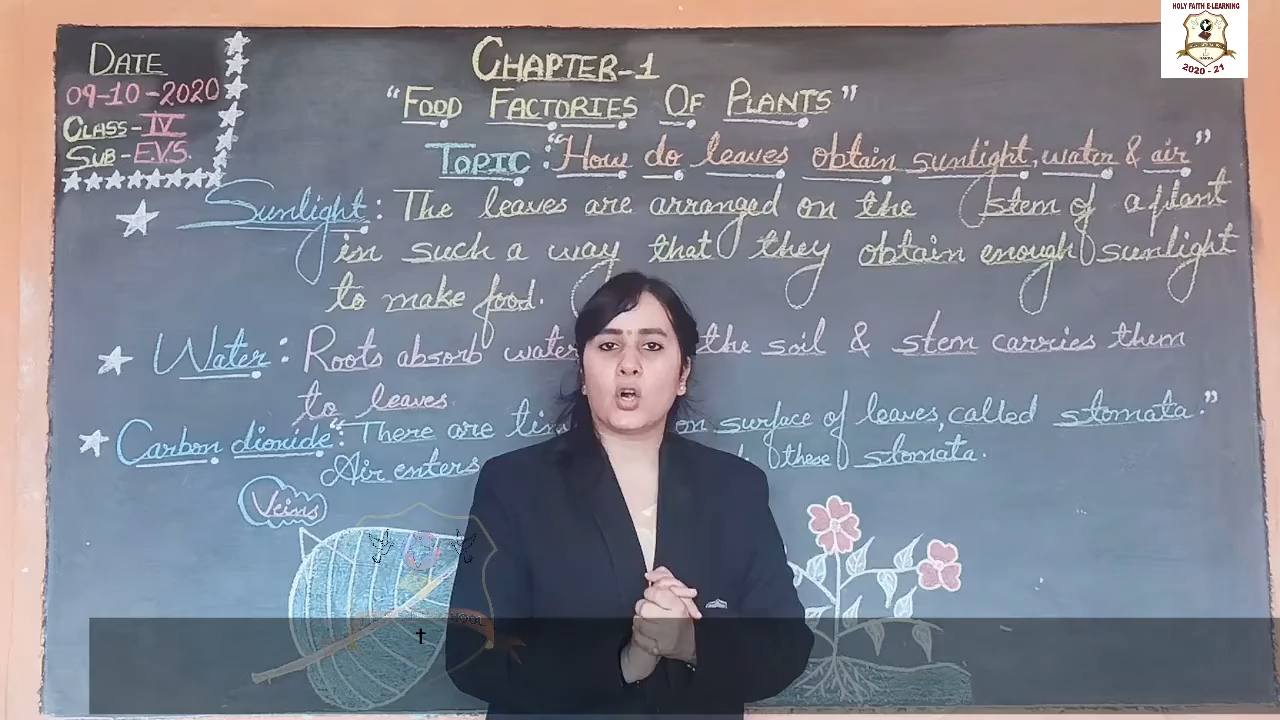 HOLY FAITH E-LEARNING
2020 - 21
DATE
09-10-2020
CLASS-IV
SUB-E.V.S.
CHAPTER-1
"FOOD FACTORIES OF PLANTS"
TOPIC: "How do leaves obtain sunlight, water & air"
Sunlight: The leaves are arranged on the stem of a plant
in such a way that they obtain enough sunlight
to make food.
Water: Roots absorb water the soil & stem carries them
to leaves
Carbon dioxide "There are on surface of leaves, called stomata."
Air enters these stomata.
Veins